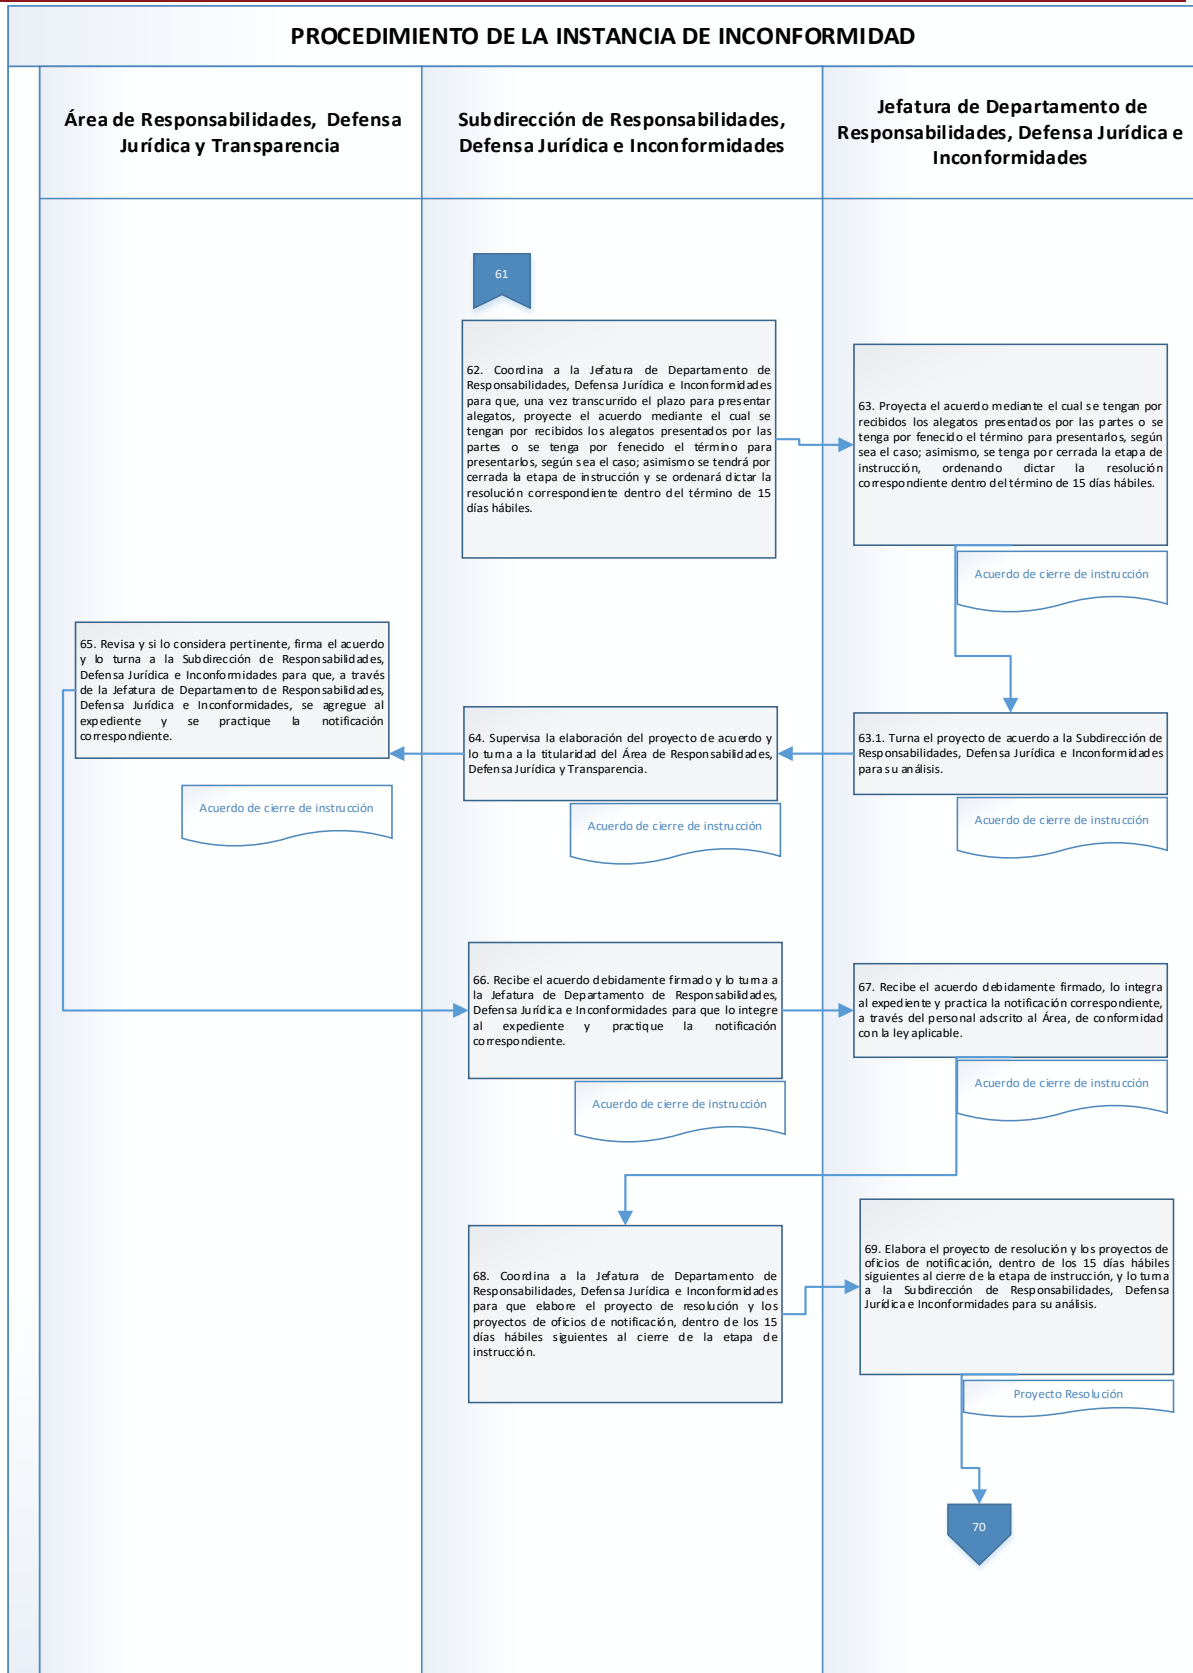 PROCEDIMIENTO DE LA INSTANCIA DE INCONFORMIDAD
Área de Responsabilidades, Defensa
Jurídica y Transparencia
Subdirección de Responsabilidades,
Defensa Jurídica e Inconformidades
Jefatura de Departamento de
Responsabilidades, Defensa Jurídica e
Inconformidades
61
62. Coordina a la Jefatura de Departamento de
Responsabilidades, Defensa Jurídica e Inconformidades
para que, una vez transcurrido el plazo para presentar
alegatos, proyecte el acuerdo mediante el cual se
tengan por recibidos los alegatos presentados por las
partes o se tenga por fenecido el término para
presentarlos, según sea el caso; asimismo se tendrá por
cerrada la etapa de instrucción y se ordenará dictar la
resolución correspondiente dentro del término de 15
días hábiles.
63. Proyecta el acuerdo mediante el cual se tengan por
recibidos los alegatos presentados por las partes o se
tenga por fenecido el término para presentarlos, según
sea el caso; asimismo, se tenga por cerrada la etapa de
instrucción, ordenando dictar la resolución
correspondiente dentro del término de 15 días hábiles.
Acuerdo de cierre de instrucción
65. Revisa y si lo considera pertinente, firma el acuerdo
y lo turna a la Subdirección de Responsabilidades,
Defensa Jurídica e Inconformidades para que, a través
de la Jefatura de Departamento de Responsabilidades,
Defensa Jurídica e Inconformidades, se agregue al
expediente y se practique la notificación
correspondiente.
Acuerdo de cierre de instrucción
64. Supervisa la elaboración del proyecto de acuerdo y
lo turna a la titularidad del Área de Responsabilidades,
Defensa Jurídica y Transparencia.
Acuerdo de cierre de instrucción
63.1. Turna el proyecto de acuerdo a la Subdirección de
Responsabilidades, Defensa Jurídica e Inconformidades
para su análisis.
Acuerdo de cierre de instrucción
66. Recibe el acuerdo debidamente firmado y lo turna a
la Jefatura de Departamento de Responsabilidades,
Defensa Jurídica e Inconformidades para que lo integre
al expediente y practique la notificación
correspondiente.
Acuerdo de cierre de instrucción
67. Recibe el acuerdo debidamente firmado, lo integra
al expediente y practica la notificación correspondiente,
a través del personal adscrito al Área, de conformidad
con la ley aplicable.
Acuerdo de cierre de instrucción
68. Coordina a la Jefatura de Departamento de
Responsabilidades, Defensa Jurídica e Inconformidades
para que elabore el proyecto de resolución y los
proyectos de oficios de notificación, dentro de los 15
días hábiles siguientes al cierre de la etapa de
instrucción.
69. Elabora el proyecto de resolución y los proyectos de
oficios de notificación, dentro de los 15 días hábiles
siguientes al cierre de la etapa de instrucción, y lo turna
a la Subdirección de Responsabilidades, Defensa
Jurídica e Inconformidades para su análisis.
Proyecto Resolución
70